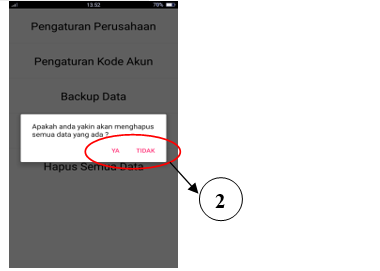 13:52
70%
Pengaturan Perusahaan
Pengaturan Kode Akun
Backup Data
Apakah anda yakin akan menghapus
semua data yang ada ?
YA TIDAK
Hapus Semua Data
2